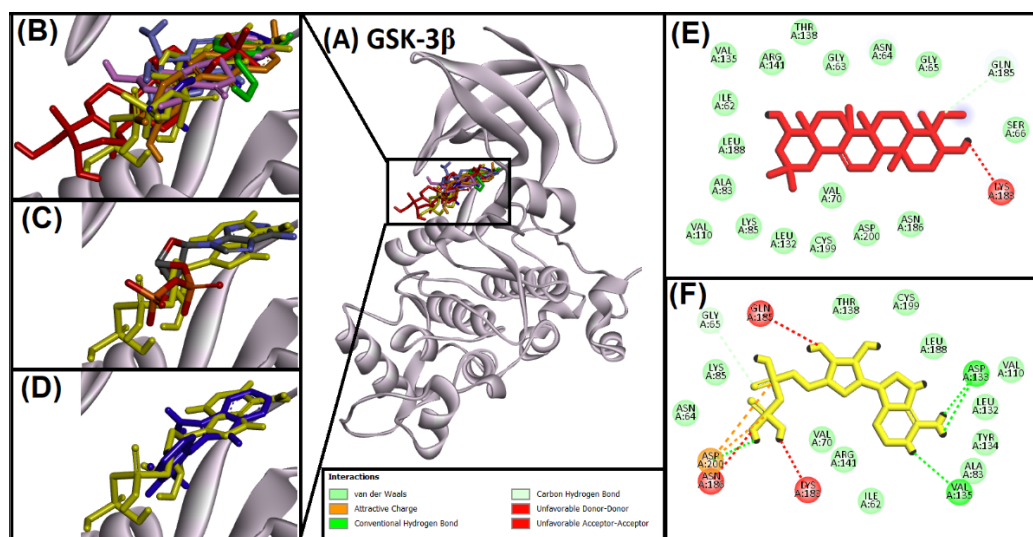 (B)
(C)
(D)
(A) GSK-3β
Interactions
van der Waals
Attractive Charge
Conventional Hydrogen Bond
Carbon Hydrogen Bond
Unfavorable Donor-Donor
Unfavorable Acceptor-Acceptor
(E)
THR
A:138
VAL
A:135
ARG
A:141
GLY
A:63
ASN
A:64
GLY
A:65
GLN
A:185
ILE
A:62
SER
A:66
LEU
A:188
LYS
A:183
ALA
A:83
VAL
A:70
VAL
A:110
LYS
A:85
LEU
A:132
CYS
A:199
ASP
A:200
ASN
A:186
(F)
GLY
A:65
GLN
A:185
THR
A:138
CYS
A:199
LEU
A:188
LYS
A:85
ASP
A:133
VAL
A:110
ASN
A:64
LEU
A:132
VAL
A:70
TYR
A:134
ASP
A:200
ARG
A:141
ALA
A:83
ASN
A:186
LYS
A:183
ILE
A:62
VAL
A:135